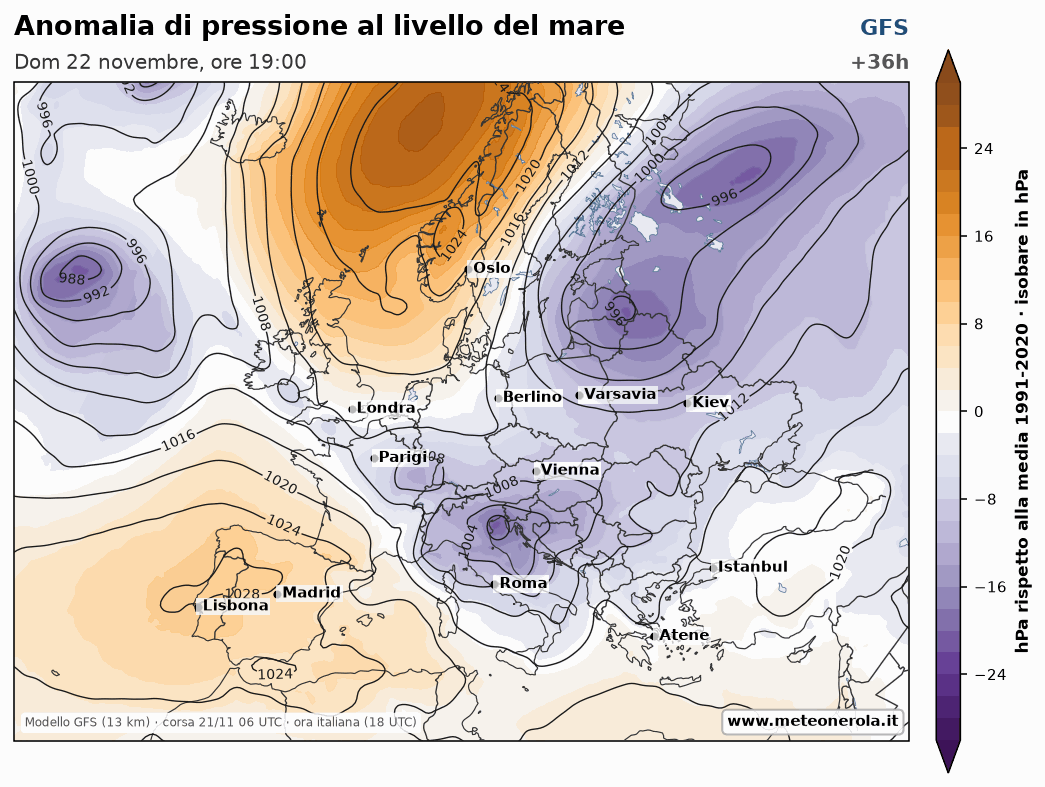 Anomalia di pressione al livello del mare
GFS
Dom 22 novembre, ore 19:00
+36h
996
1004
1000
1012
24
1000
1020
996
16
1016
996
1024
Oslo
988
992
1008
996
8
Londra
Berlino
Varsavia
Kiev
1012
0
1016
Parigi
08
Vienna
1020
1008
−8
1024
1004
1020
Istanbul
1028
Madrid
Roma
−16
Lisbona
Atene
1024
−24
hPa rispetto alla media 1991-2020 · isobare in hPa
Modello GFS (13 km) · corsa 21/11 06 UTC · ora italiana (18 UTC)
www.meteonerola.it